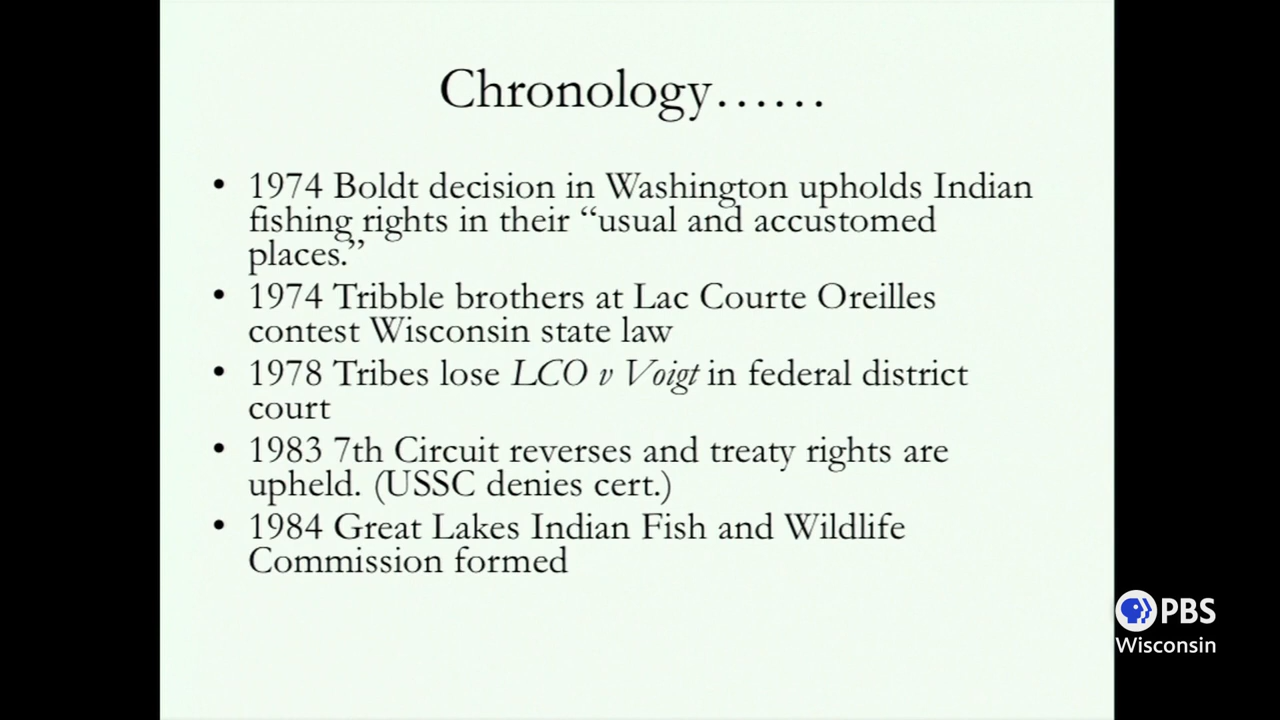 Chronology……
• 1974 Boldt decision in Washington upholds Indian
fishing rights in their “usual and accustomed
places.”
• 1974 Tribble brothers at Lac Courte Oreilles
contest Wisconsin state law
• 1978 Tribes lose LCO v Voigt in federal district
court
• 1983 7th Circuit reverses and treaty rights are
upheld. (USSC denies cert.)
• 1984 Great Lakes Indian Fish and Wildlife
Commission formed
PBS
Wisconsin